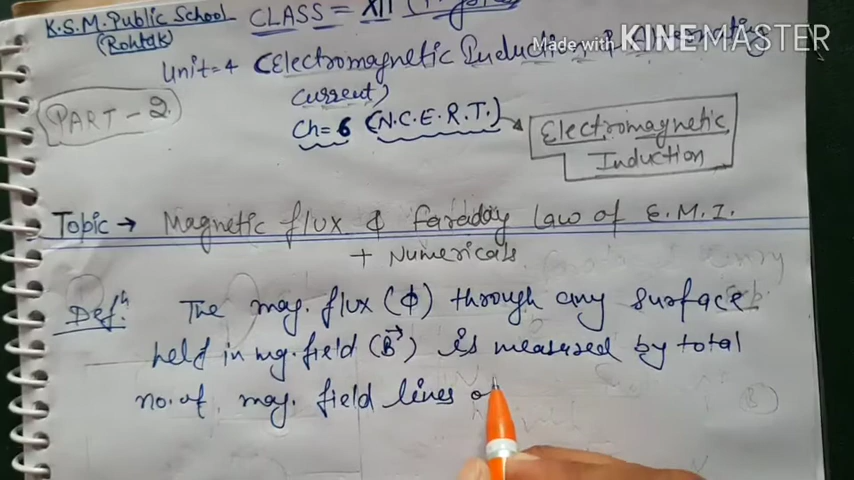 K.S.M. Public School CLASS = XII (
(Rohtak)
Made with KINEMASTER
Unit=4 (Electromagnetic Induction &
Current)
PART-2
Ch=6 (N.C.E.R.T.) → Electromagnetic
Induction
Topic → Magnetic flux & faraday Law of E.M.I.
+ Numericals
Defⁿ. The mag. flux (ϕ) through any surface
held in mg. field (B⃗) is measured by total
no. of mag. field lines